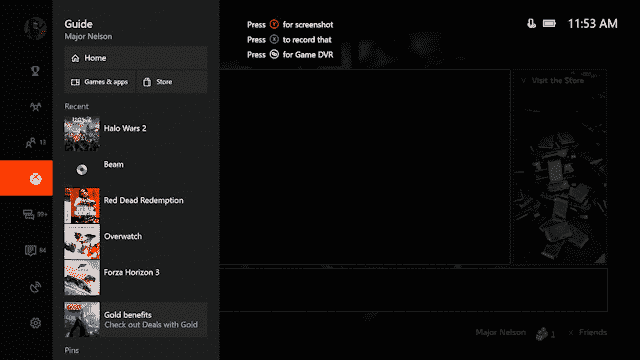 Guide
Major Nelson
Home
Games & apps
Store
Recent
Halo Wars 2
Beam
Red Dead Redemption
Overwatch
Forza Horizon 3
Gold benefits
Check out Deals with Gold
Pins
13
99+
84
Press Y for screenshot
Press X to record that
Press for Game DVR
11:53 AM
Y Visit the Store
Major Nelson
1
× Friends